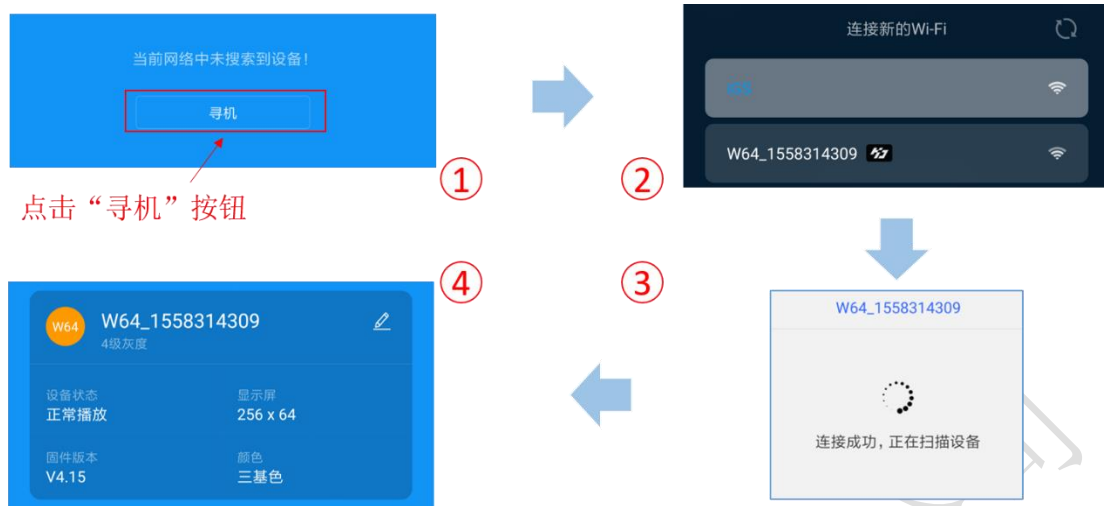 当前网络中未搜索到设备！
寻机
点击“寻机”按钮
①
②
连接新的Wi-Fi
W64_1558314309
③
W64_1558314309
连接成功，正在扫描设备
④
W64
W64_1558314309
4级灰度
设备状态
显示屏
正常播放
256 x 64
固件版本
颜色
V4.15
三基色